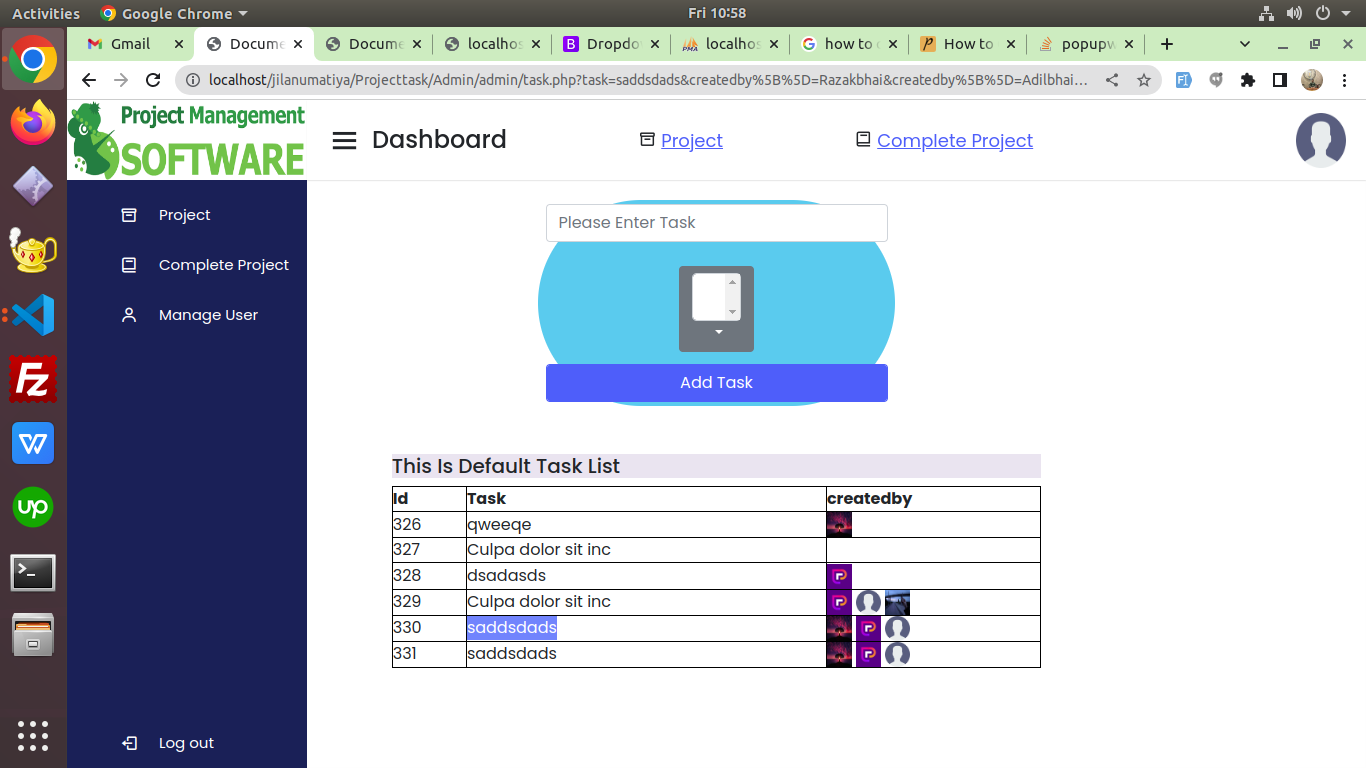 Activities
Google Chrome
Fri 10:58
Gmail
Docume
Docume
localhos
Dropdo
localhos
how to
How to
popupw
localhost/jilanumatiya/Projecttask/Admin/admin/task.php?task=saddsdads&createdby%5B%5D=Razakbhai&createdby%5B%5D=Adilbhai...
Project Management
SOFTWARE
Dashboard
Project
Complete Project
Project
Complete Project
Manage User
Log out
Please Enter Task
Add Task
This Is Default Task List
Id Task createdby
326 qweeqe
327 Culpa dolor sit inc
328 dsadasds
329 Culpa dolor sit inc
330 saddsdads
331 saddsdads